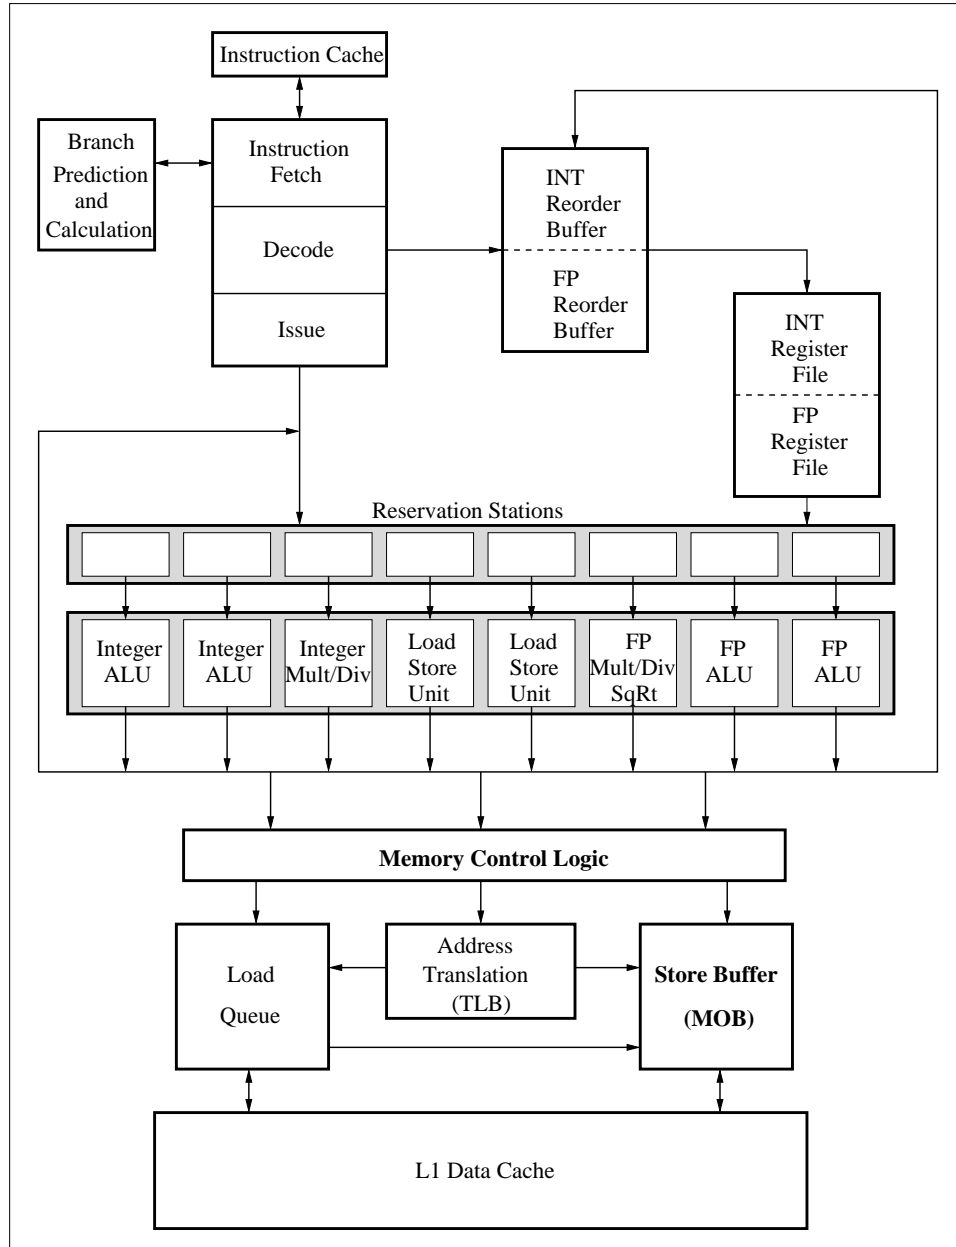 Instruction Cache
Branch
Prediction
and
Calculation
Instruction
Fetch
Decode
Issue
INT
Reorder
Buffer
FP
Reorder
Buffer
INT
Register
File
FP
Register
File
Reservation Stations
Integer
ALU
Integer
ALU
Integer
Mult/Div
Load
Store
Unit
Load
Store
Unit
FP
Mult/Div
SqRt
FP
ALU
FP
ALU
Memory Control Logic
Load
Queue
Address
Translation
(TLB)
Store Buffer
(MOB)
L1 Data Cache